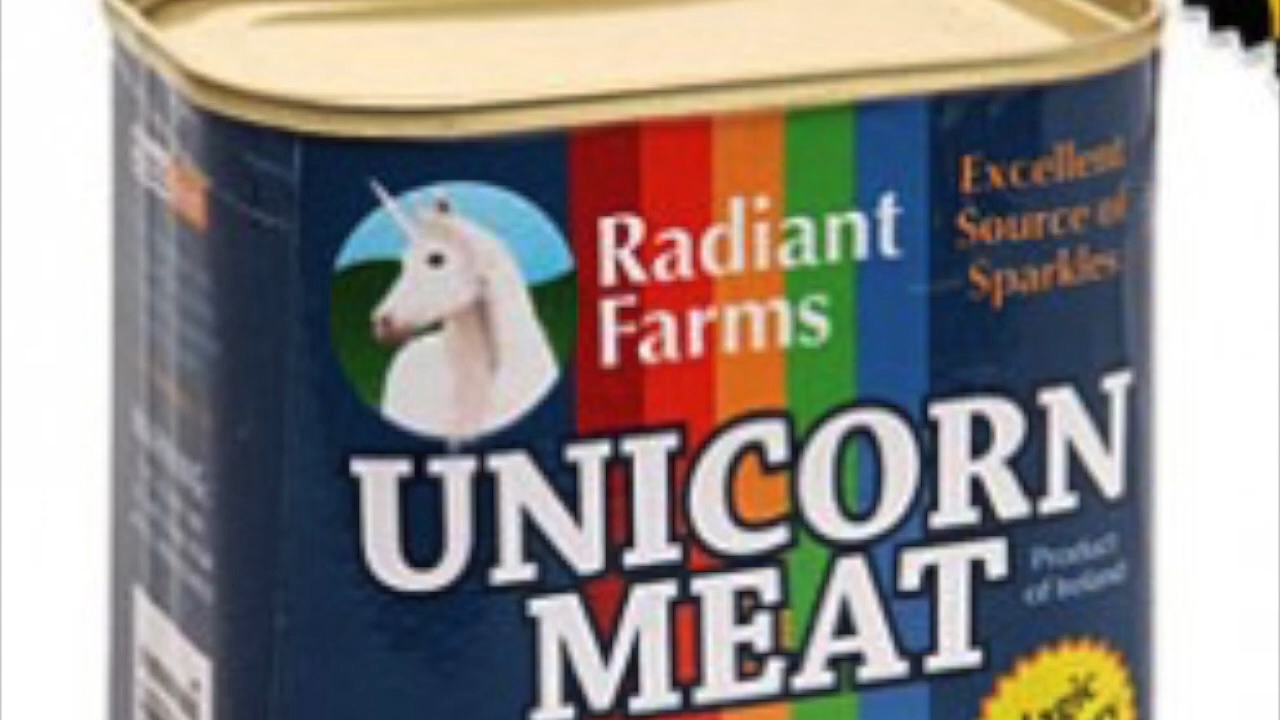 Radiant
Farms
Excellent
Source of
Sparkles
UNICORN
MEAT
Product
of Ireland